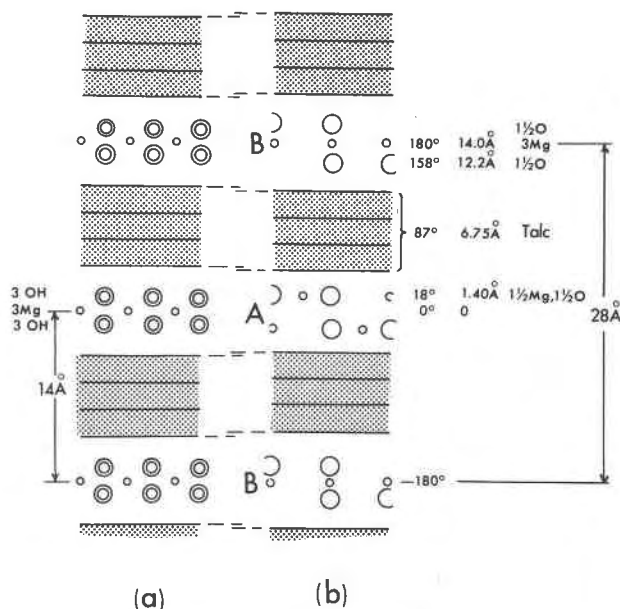 1½O
B 180° 14.0Å 3Mg
158° 12.2Å 1½O
87° 6.75Å Talc
3 OH
3Mg
3 OH
A 18° 1.40Å 1½Mg,1½O
0° 0
28Å
14Å
B —180°
(a) (b)